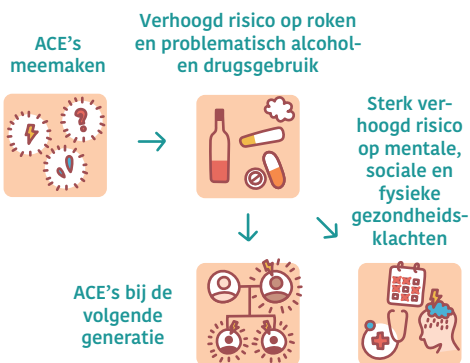 ACE's
meemaken
Verhoogd risico op roken
en problematisch alcohol-
en drugsgebruik
Sterk ver-
hoogd risico
op mentale,
sociale en
fysieke
gezondheids-
klachten
ACE's bij de
volgende
generatie